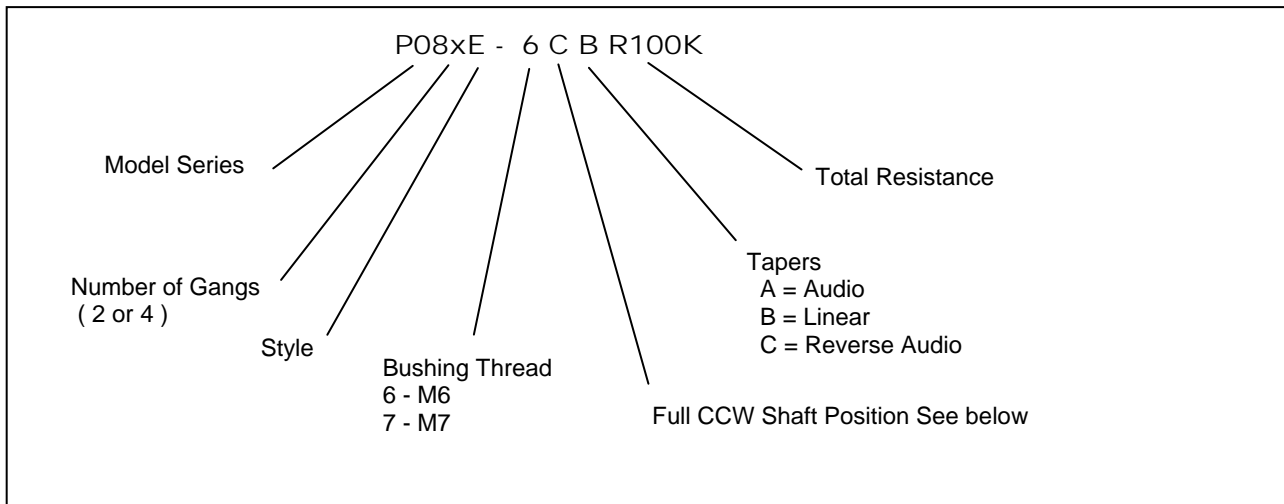 P08xE - 6 C B R100K
Model Series
Total Resistance
Number of Gangs
( 2 or 4 )
Style
Bushing Thread
6 - M6
7 - M7
Tapers
A = Audio
B = Linear
C = Reverse Audio
Full CCW Shaft Position See below